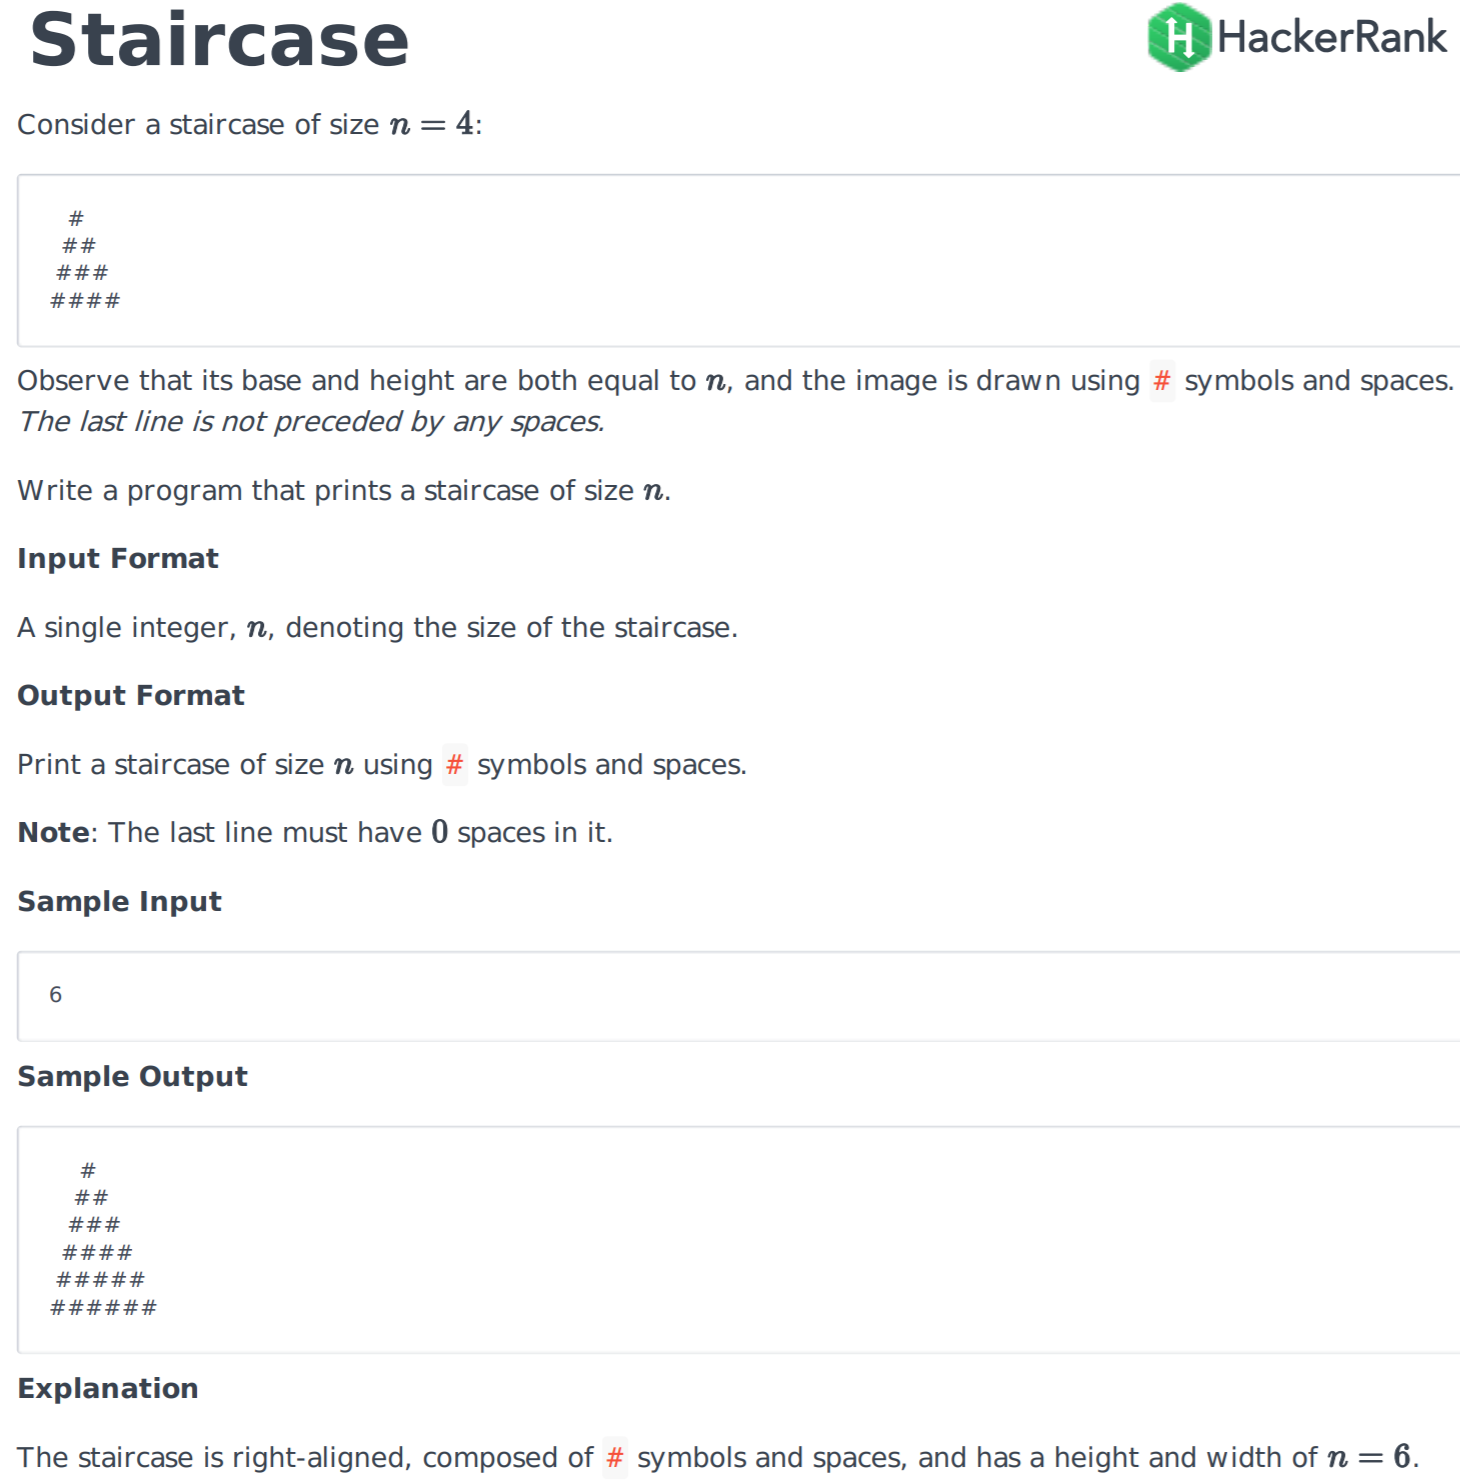 Staircase
HackerRank
Consider a staircase of size n = 4:
   #
  ##
 ###
####
Observe that its base and height are both equal to n, and the image is drawn using # symbols and spaces.
The last line is not preceded by any spaces.
Write a program that prints a staircase of size n.
Input Format
A single integer, n, denoting the size of the staircase.
Output Format
Print a staircase of size n using # symbols and spaces.
Note: The last line must have 0 spaces in it.
Sample Input
6
Sample Output
     #
    ##
   ###
  ####
 #####
######
Explanation
The staircase is right-aligned, composed of # symbols and spaces, and has a height and width of n = 6.